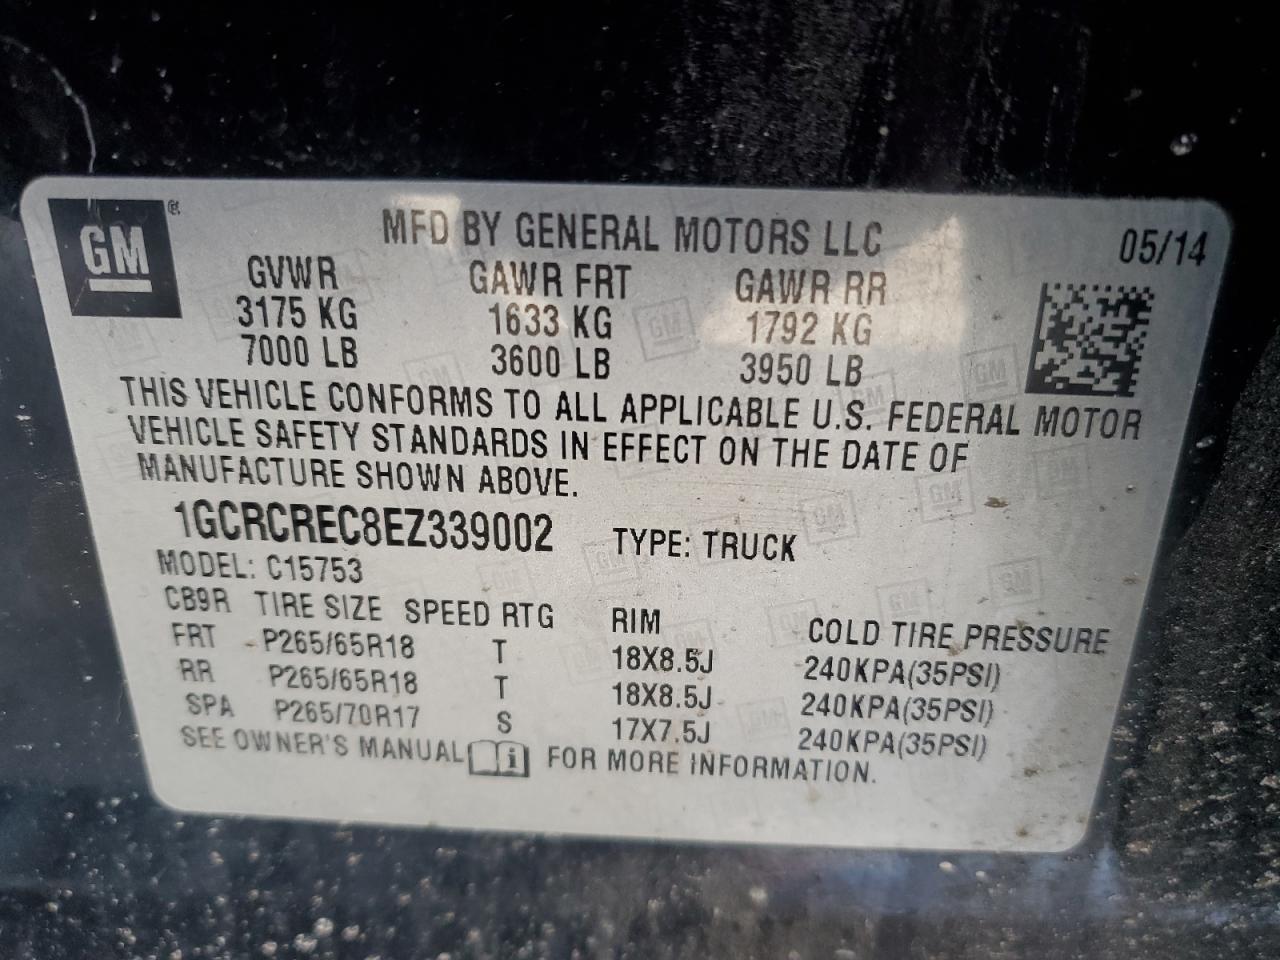 GM ®
MFD BY GENERAL MOTORS LLC 05/14
GVWR GAWR FRT GAWR RR
3175 KG 1633 KG 1792 KG
7000 LB 3600 LB 3950 LB
THIS VEHICLE CONFORMS TO ALL APPLICABLE U.S. FEDERAL MOTOR
VEHICLE SAFETY STANDARDS IN EFFECT ON THE DATE OF
MANUFACTURE SHOWN ABOVE.
1GCRCREC8EZ339002 TYPE: TRUCK
MODEL: C15753
CB9R TIRE SIZE SPEED RTG RIM COLD TIRE PRESSURE
FRT P265/65R18 T 18X8.5J 240KPA(35PSI)
RR P265/65R18 T 18X8.5J 240KPA(35PSI)
SPA P265/70R17 S 17X7.5J 240KPA(35PSI)
SEE OWNER'S MANUAL i FOR MORE INFORMATION.